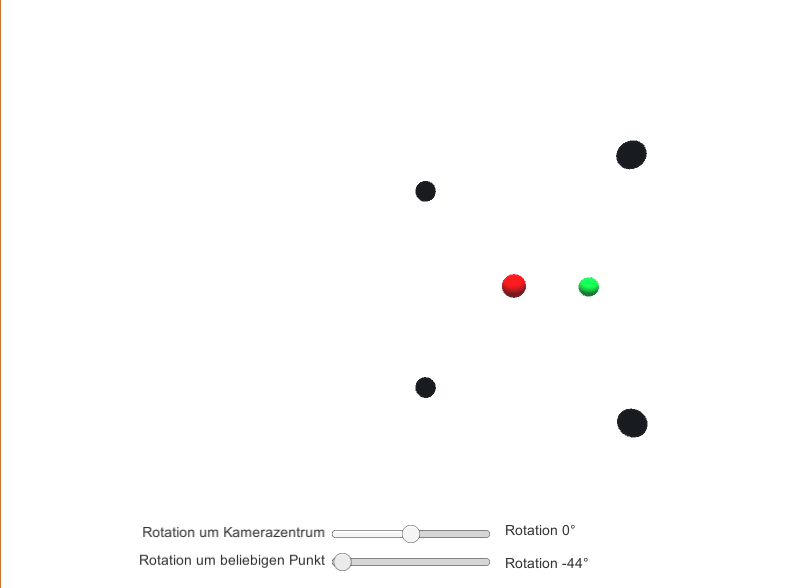 Rotation um Kamerazentrum Rotation 0°
Rotation um beliebigen Punkt Rotation -44°